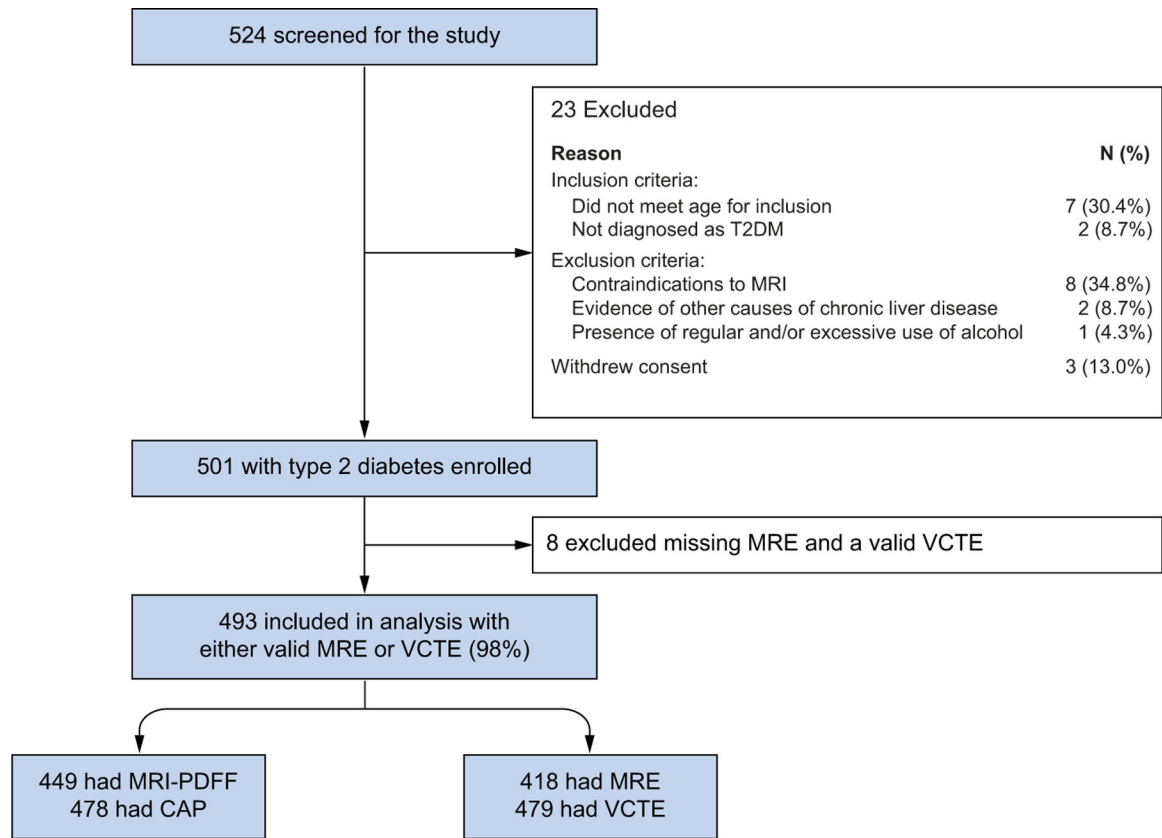 524 screened for the study
23 Excluded
Reason N (%)
Inclusion criteria:
Did not meet age for inclusion 7 (30.4%)
Not diagnosed as T2DM 2 (8.7%)
Exclusion criteria:
Contraindications to MRI 8 (34.8%)
Evidence of other causes of chronic liver disease 2 (8.7%)
Presence of regular and/or excessive use of alcohol 1 (4.3%)
Withdrew consent 3 (13.0%)
501 with type 2 diabetes enrolled
8 excluded missing MRE and a valid VCTE
493 included in analysis with
either valid MRE or VCTE (98%)
449 had MRI-PDFF
478 had CAP
418 had MRE
479 had VCTE